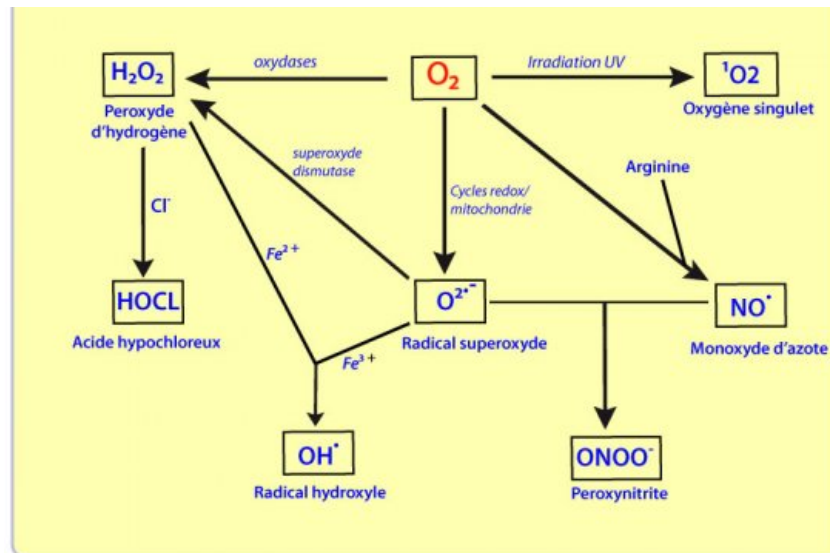 H₂O₂
oxydases
O₂
Irradiation UV
¹O2
Peroxyde
d'hydrogène
Oxygène singulet
superoxyde
dismutase
Arginine
Cycles redox/
mitochondrie
Cl⁻
Fe²⁺
HOCL
O²•⁻
NO•
Acide hypochloreux
Radical superoxyde
Monoxyde d'azote
Fe³⁺
OH•
ONOO⁻
Radical hydroxyle
Peroxynitrite